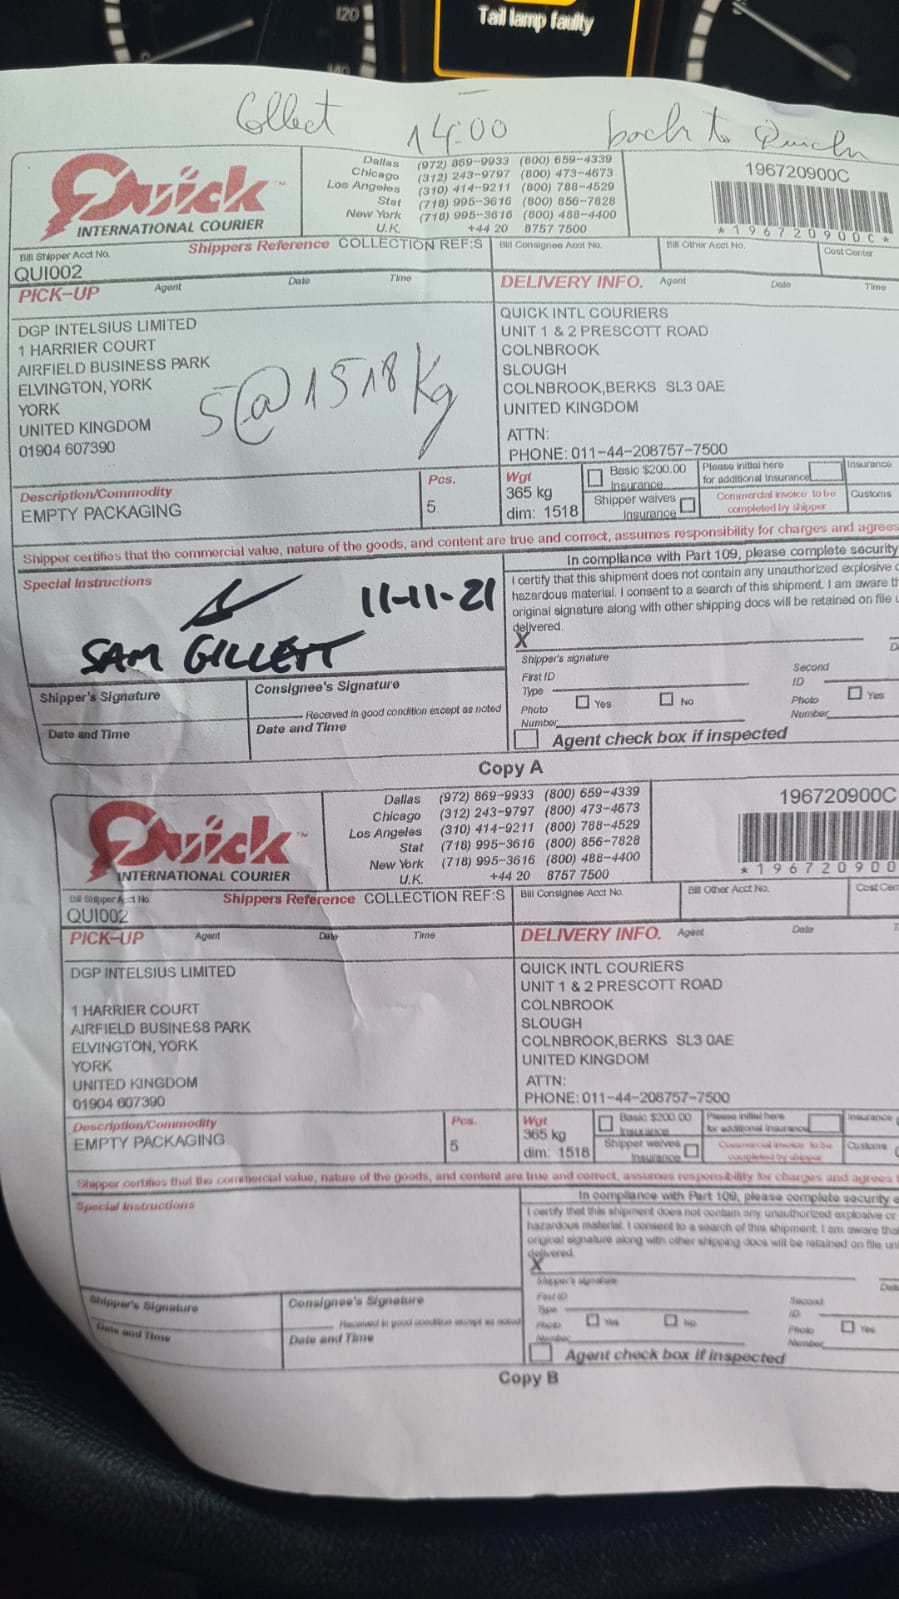 120
Tail lamp faulty
Collect 14:00 back to Quick
Quick ™
INTERNATIONAL COURIER
Dallas (972) 869-9933 (800) 659-4339
Chicago (312) 243-9797 (800) 473-4673
Los Angeles (310) 414-9211 (800) 788-4529
Stat (718) 995-3616 (800) 856-7828
New York (718) 995-3616 (800) 488-4400
U.K. +44 20 8757 7500
196720900C
*196720900C*
Bill Shipper Acct No. Shippers Reference COLLECTION REF:S Bill Consignee Acct No. Bill Other Acct No. Cost Center
QUI002
PICK-UP Agent Date Time DELIVERY INFO. Agent Date Time
DGP INTELSIUS LIMITED
1 HARRIER COURT
AIRFIELD BUSINESS PARK
ELVINGTON, YORK
YORK
UNITED KINGDOM
01904 607390
5@1518Kg
QUICK INTL COURIERS
UNIT 1 & 2 PRESCOTT ROAD
COLNBROOK
SLOUGH
COLNBROOK,BERKS SL3 0AE
UNITED KINGDOM
ATTN:
PHONE: 011-44-208757-7500
Description/Commodity
EMPTY PACKAGING
Pcs.
5
Wgt
365 kg
dim: 1518
Basic $200.00
Insurance
Shipper waives
Insurance
Please initial here
for additional Insurance
Commercial invoice to be
completed by shipper
Insurance
Customs
Shipper certifies that the commercial value, nature of the goods, and content are true and correct, assumes responsibility for charges and agrees
Special Instructions
11-11-21
SAM GILLETT
In compliance with Part 109, please complete security
I certify that this shipment does not contain any unauthorized explosive
hazardous material. I consent to a search of this shipment. I am aware
original signature along with other shipping docs will be retained on file
delivered.
X
Shipper's signature
First ID
Type
Photo Yes No
Number
Second
ID
Photo Yes
Number
Shipper's Signature
Date and Time
Consignee's Signature
Received in good condition except as noted
Date and Time
Agent check box if inspected
Copy A
Quick ™
INTERNATIONAL COURIER
Dallas (972) 869-9933 (800) 659-4339
Chicago (312) 243-9797 (800) 473-4673
Los Angeles (310) 414-9211 (800) 788-4529
Stat (718) 995-3616 (800) 856-7828
New York (718) 995-3616 (800) 488-4400
U.K. +44 20 8757 7500
196720900C
*196720900
Bill Shipper Acct No. Shippers Reference COLLECTION REF:S Bill Consignee Acct No. Bill Other Acct No.
QUI002
PICK-UP Agent Date Time DELIVERY INFO. Agent Date
DGP INTELSIUS LIMITED
1 HARRIER COURT
AIRFIELD BUSINESS PARK
ELVINGTON, YORK
YORK
UNITED KINGDOM
01904 607390
QUICK INTL COURIERS
UNIT 1 & 2 PRESCOTT ROAD
COLNBROOK
SLOUGH
COLNBROOK,BERKS SL3 0AE
UNITED KINGDOM
ATTN:
PHONE: 011-44-208757-7500
Description/Commodity
EMPTY PACKAGING
Pcs.
5
Wgt
365 kg
dim: 1518
Basic $200.00
Insurance
Shipper waives
Insurance
Please initial here
for additional Insurance
Commercial invoice to be
completed by shipper
Insurance
Customs
Shipper certifies that the commercial value, nature of the goods, and content are true and correct, assumes responsibility for charges and agrees
Special Instructions
In compliance with Part 109, please complete security
I certify that this shipment does not contain any unauthorized explosive or
hazardous material. I consent to a search of this shipment. I am aware
original signature along with other shipping docs will be retained on file
delivered.
X
Shipper's signature
First ID
Type
Photo Yes No
Number
Second
ID
Photo Yes
Number
Shipper's Signature
Date and Time
Consignee's Signature
Received in good condition except as noted
Date and Time
Agent check box if inspected
Copy B